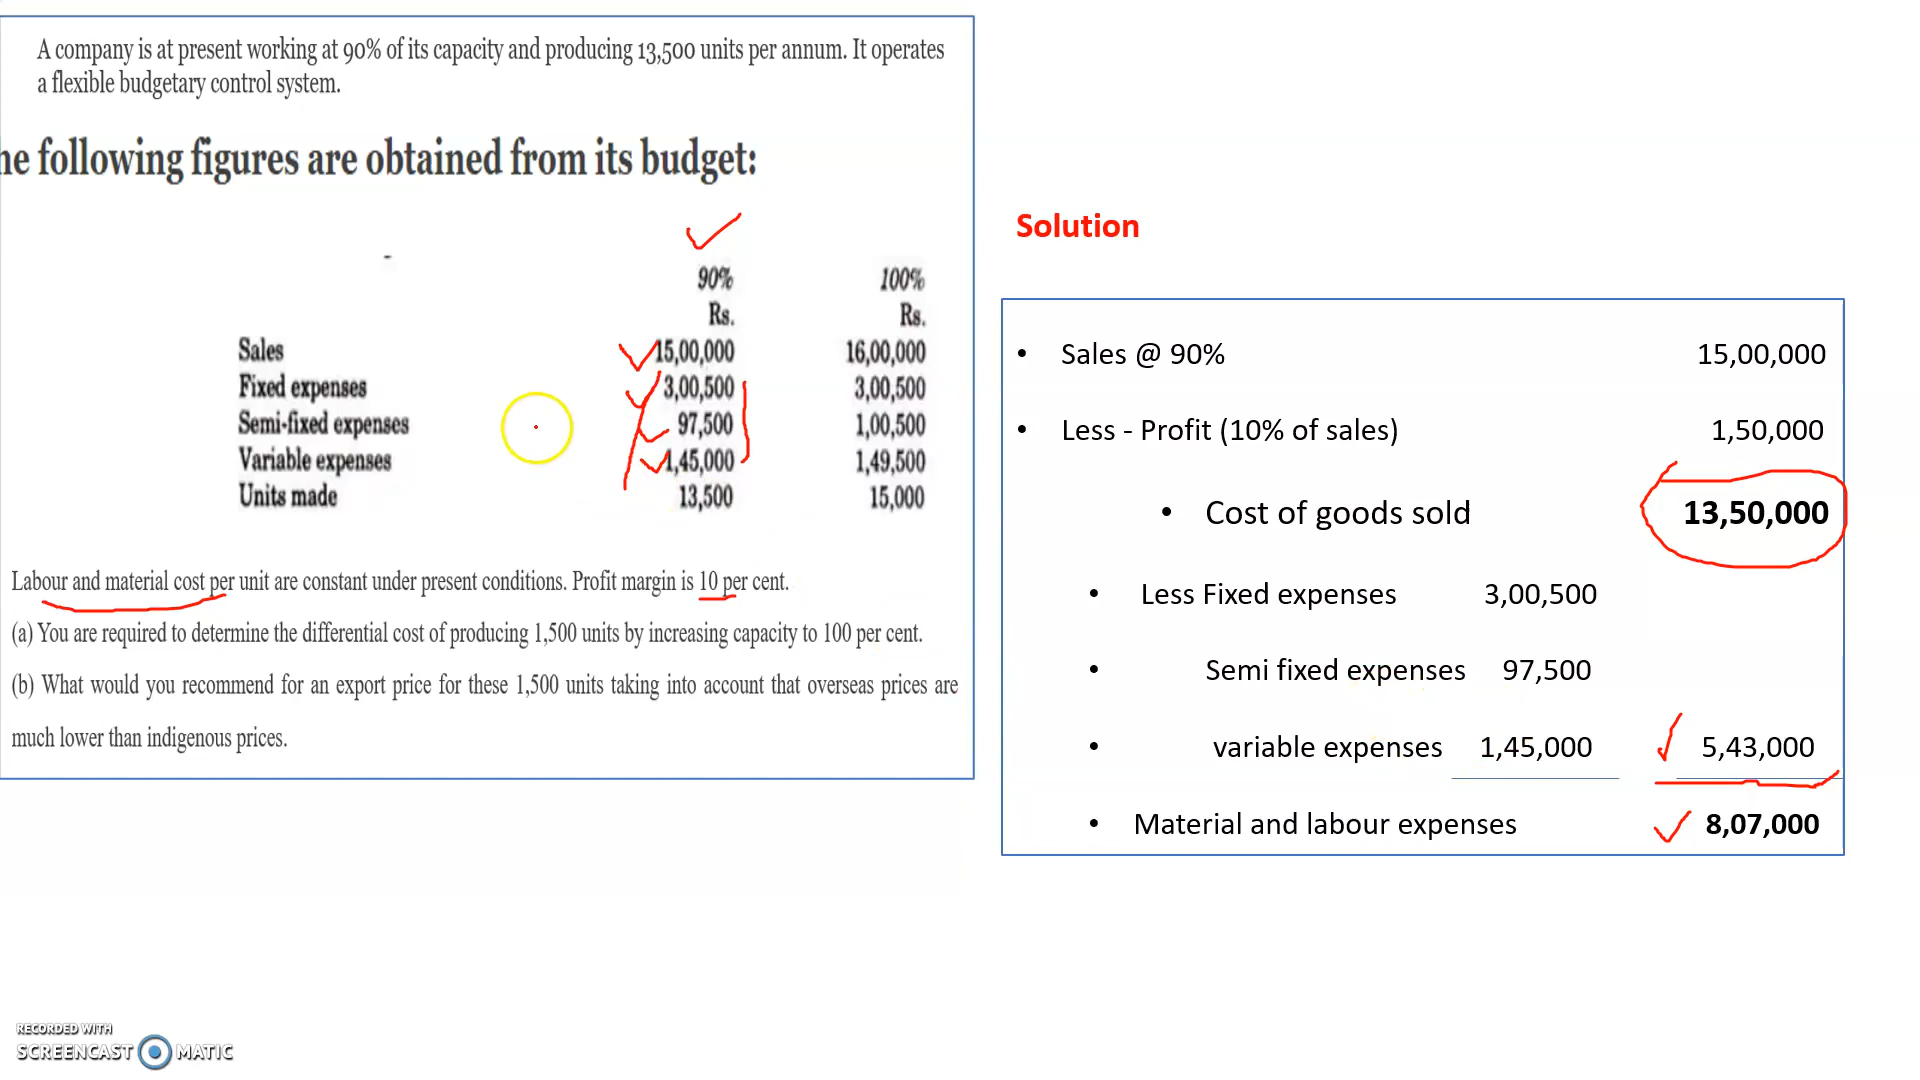 A company is at present working at 90% of its capacity and producing 13,500 units per annum. It operates
a flexible budgetary control system.
he following figures are obtained from its budget:
90% 100%
Rs. Rs.
Sales 15,00,000 16,00,000
Fixed expenses 3,00,500 3,00,500
Semi-fixed expenses 97,500 1,00,500
Variable expenses 1,45,000 1,49,500
Units made 13,500 15,000
Labour and material cost per unit are constant under present conditions. Profit margin is 10 per cent.
(a) You are required to determine the differential cost of producing 1,500 units by increasing capacity to 100 per cent.
(b) What would you recommend for an export price for these 1,500 units taking into account that overseas prices are
much lower than indigenous prices.
Solution
• Sales @ 90% 15,00,000
• Less - Profit (10% of sales) 1,50,000
• Cost of goods sold 13,50,000
• Less Fixed expenses 3,00,500
• Semi fixed expenses 97,500
• variable expenses 1,45,000 5,43,000
• Material and labour expenses 8,07,000
RECORDED WITH
SCREENCAST MATIC